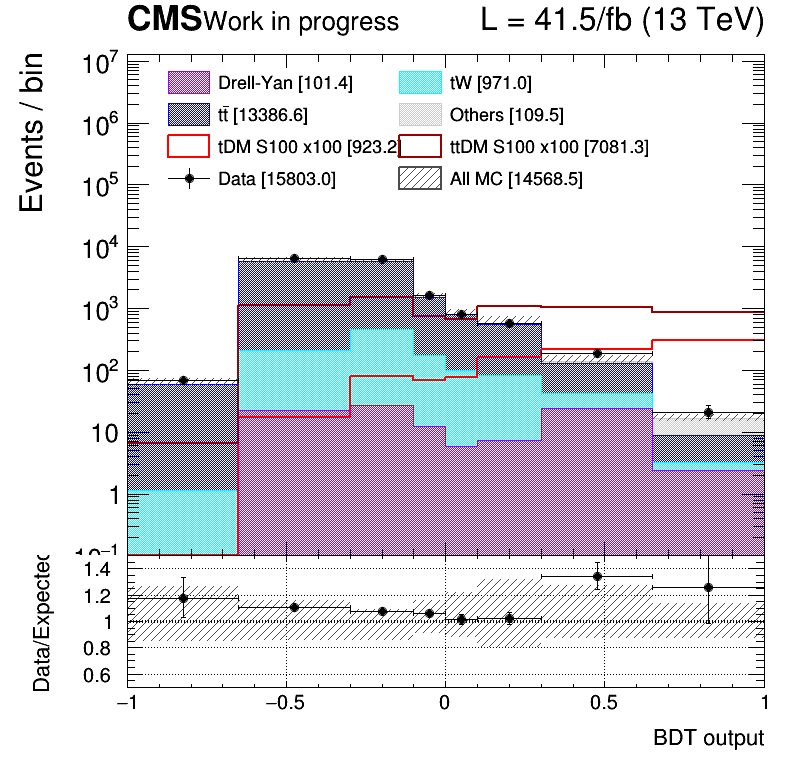 CMS Work in progress L = 41.5/fb (13 TeV)
Events / bin
10⁷
10⁶
10⁵
10⁴
10³
10²
10
1
10⁻¹
Drell-Yan [101.4] tW [971.0]
tt̄ [13386.6] Others [109.5]
tDM S100 x100 [923.2] ttDM S100 x100 [7081.3]
Data [15803.0] All MC [14568.5]
Data/Expected
1.4
1.2
1
0.8
0.6
−1 −0.5 0 0.5 1
BDT output